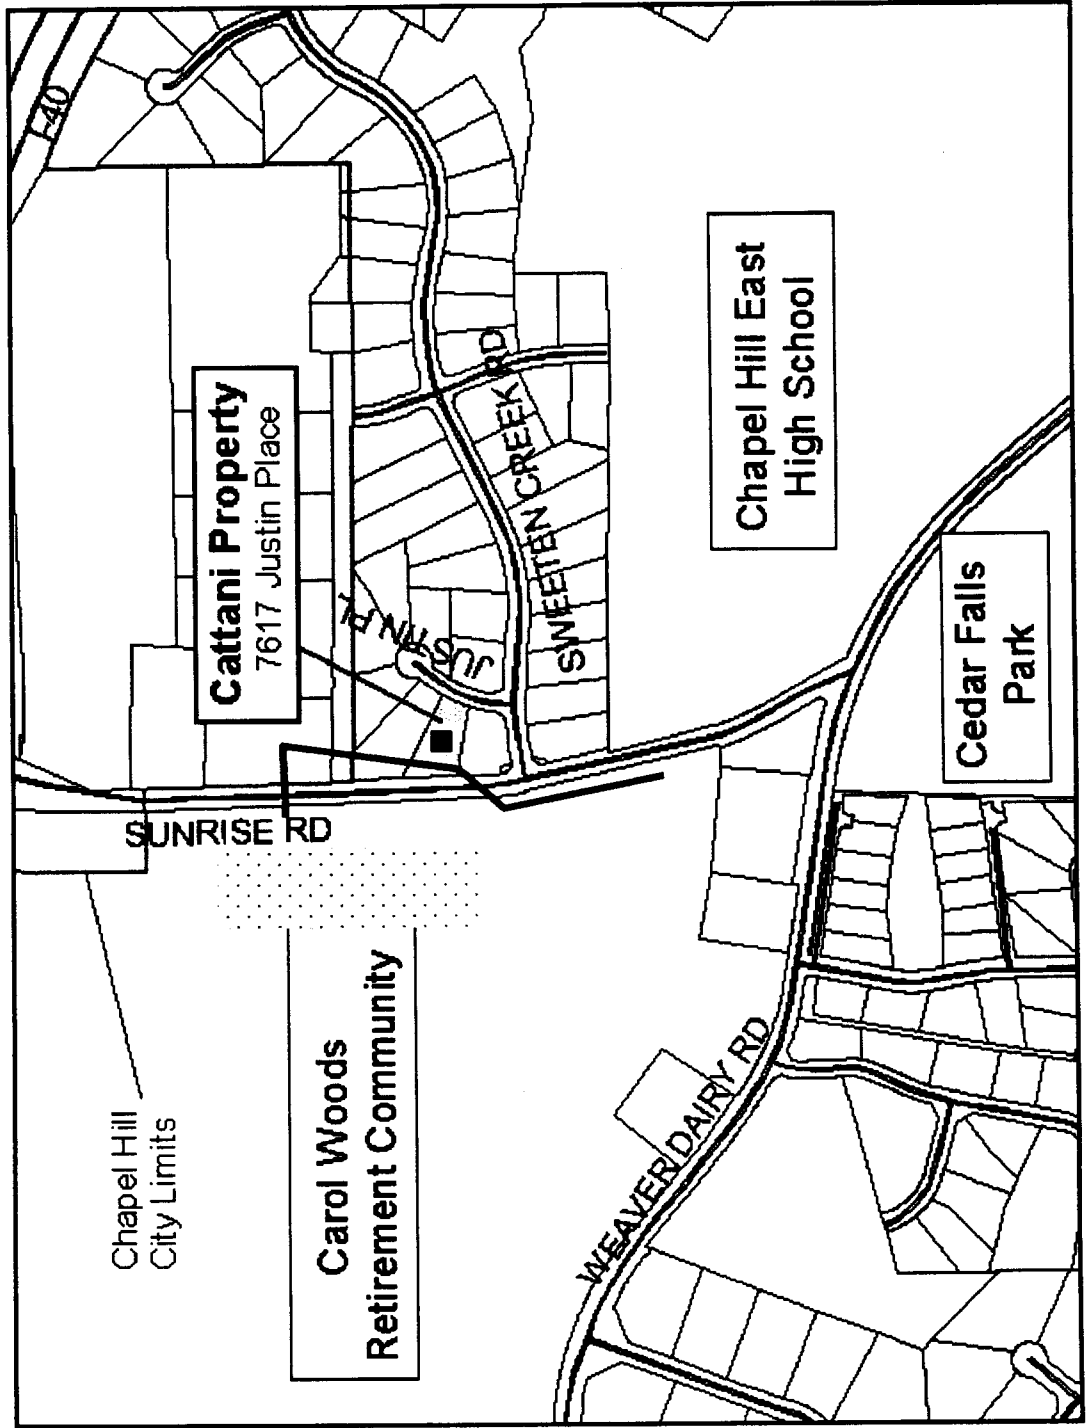 I-40
Cattani Property
7617 Justin Place
JUSTIN PL
SWEETEN CREEK RD
SUNRISE RD
Chapel Hill
City Limits
Carol Woods
Retirement Community
WEAVER DAIRY RD
Chapel Hill East
High School
Cedar Falls
Park